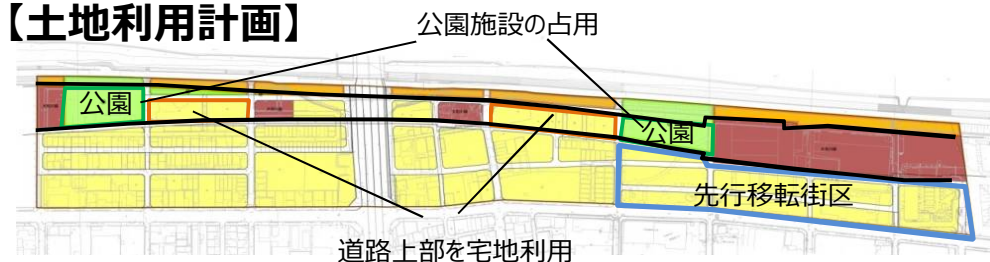 【土地利用計画】
公園施設の占用
公園
公園
先行移転街区
道路上部を宅地利用